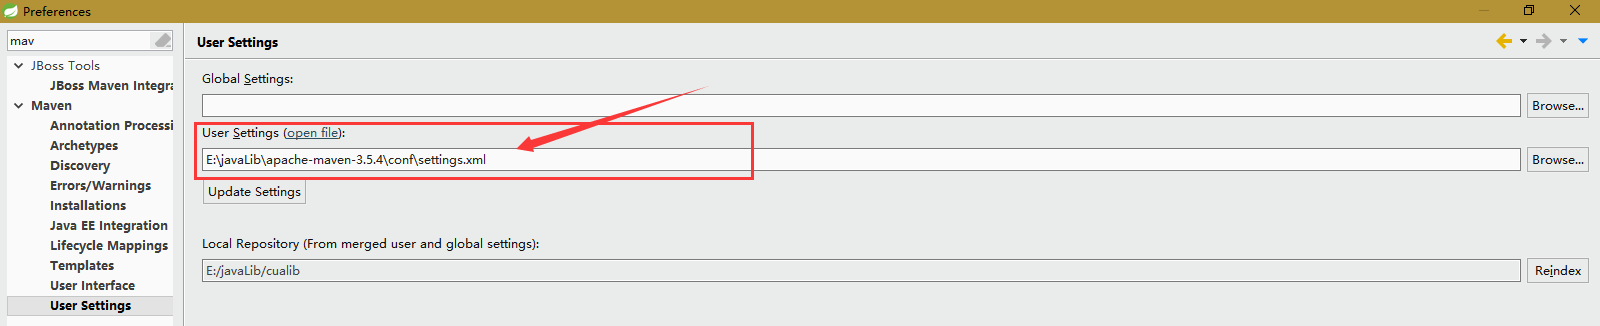 Preferences
mav
JBoss Tools
JBoss Maven Integra
Maven
Annotation Processi
Archetypes
Discovery
Errors/Warnings
Installations
Java EE Integration
Lifecycle Mappings
Templates
User Interface
User Settings
User Settings
Global Settings:
Browse...
User Settings (open file):
E:\javaLib\apache-maven-3.5.4\conf\settings.xml
Browse...
Update Settings
Local Repository (From merged user and global settings):
E:/javaLib/cualib
Reindex